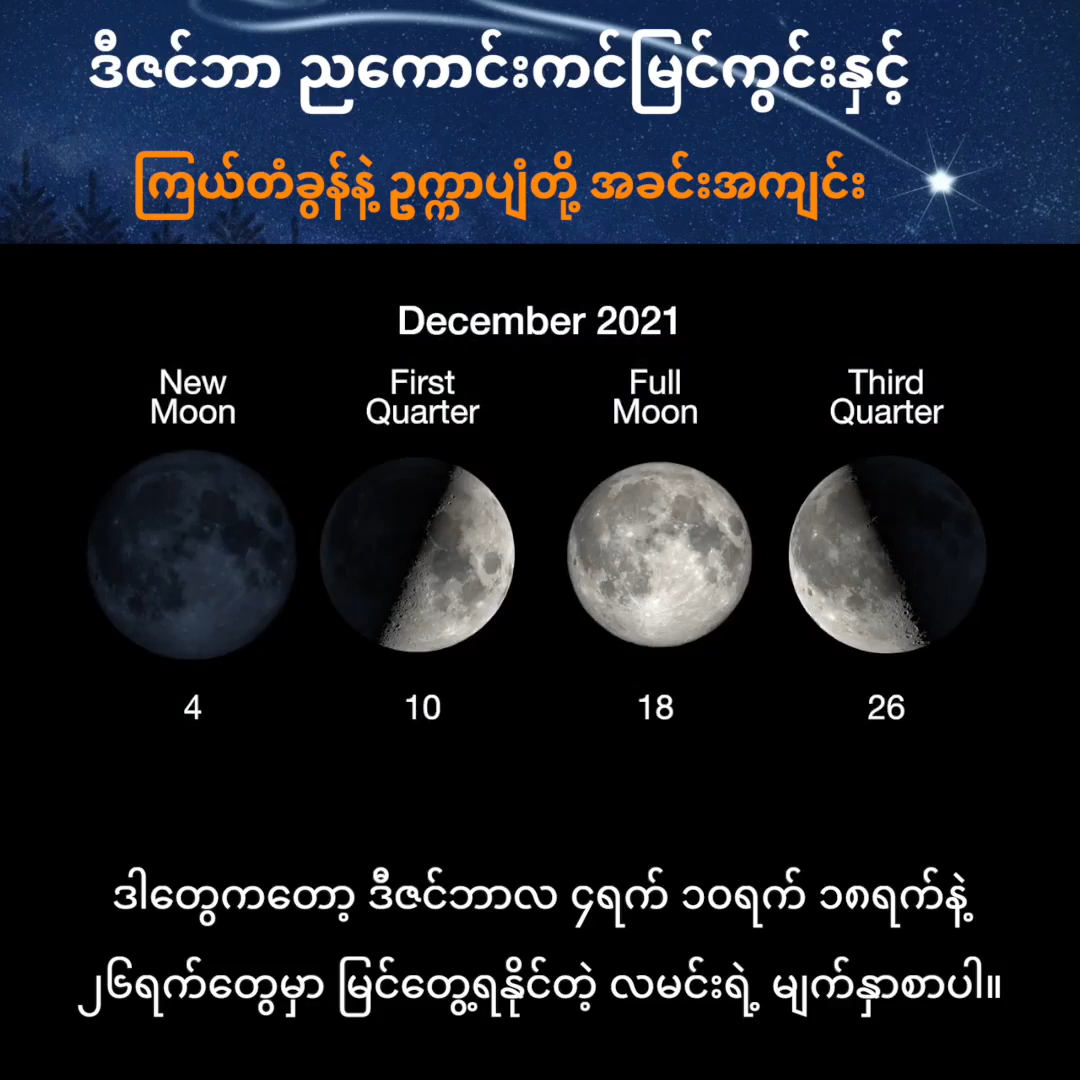 ဒီဇင်ဘာ ညကောင်းကင်မြင်ကွင်းနှင့်
ကြယ်တံခွန်နဲ့ ဥက္ကာပျံတို့ အခင်းအကျင်း
December 2021
New Moon
First Quarter
Full Moon
Third Quarter
4
10
18
26
ဒါတွေကတော့ ဒီဇင်ဘာလ ၄ရက် ၁၀ရက် ၁၈ရက်နဲ့
၂၆ရက်တွေမှာ မြင်တွေ့ရနိုင်တဲ့ လမင်းရဲ့ မျက်နှာစာပါ။